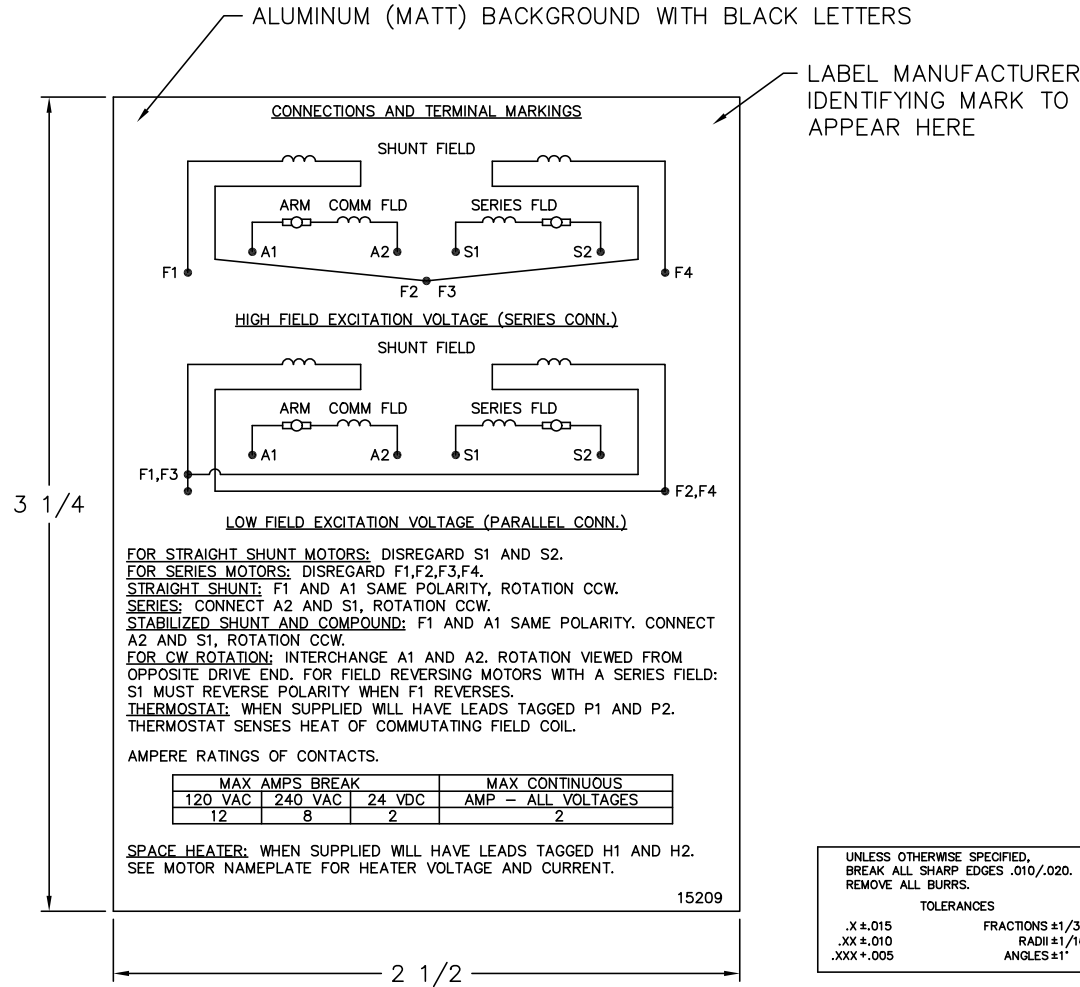 ALUMINUM (MATT) BACKGROUND WITH BLACK LETTERS
LABEL MANUFACTURER
IDENTIFYING MARK TO
APPEAR HERE
CONNECTIONS AND TERMINAL MARKINGS
SHUNT FIELD
ARM COMM FLD SERIES FLD
A1 A2 S1 S2
F1 F4
F2 F3
HIGH FIELD EXCITATION VOLTAGE (SERIES CONN.)
SHUNT FIELD
ARM COMM FLD SERIES FLD
A1 A2 S1 S2
F1,F3
F2,F4
LOW FIELD EXCITATION VOLTAGE (PARALLEL CONN.)
3 1/4
FOR STRAIGHT SHUNT MOTORS: DISREGARD S1 AND S2.
FOR SERIES MOTORS: DISREGARD F1,F2,F3,F4.
STRAIGHT SHUNT: F1 AND A1 SAME POLARITY, ROTATION CCW.
SERIES: CONNECT A2 AND S1, ROTATION CCW.
STABILIZED SHUNT AND COMPOUND: F1 AND A1 SAME POLARITY. CONNECT
A2 AND S1, ROTATION CCW.
FOR CW ROTATION: INTERCHANGE A1 AND A2. ROTATION VIEWED FROM
OPPOSITE DRIVE END. FOR FIELD REVERSING MOTORS WITH A SERIES FIELD:
S1 MUST REVERSE POLARITY WHEN F1 REVERSES.
THERMOSTAT: WHEN SUPPLIED WILL HAVE LEADS TAGGED P1 AND P2.
THERMOSTAT SENSES HEAT OF COMMUTATING FIELD COIL.
AMPERE RATINGS OF CONTACTS.
MAX AMPS BREAK MAX CONTINUOUS
120 VAC 240 VAC 24 VDC AMP – ALL VOLTAGES
12 8 2 2
SPACE HEATER: WHEN SUPPLIED WILL HAVE LEADS TAGGED H1 AND H2.
SEE MOTOR NAMEPLATE FOR HEATER VOLTAGE AND CURRENT.
15209
2 1/2
UNLESS OTHERWISE SPECIFIED,
BREAK ALL SHARP EDGES .010/.020.
REMOVE ALL BURRS.
TOLERANCES
.X ±.015 FRACTIONS
.XX ±.010 RADII
.XXX +.005 ANGLES ±1°